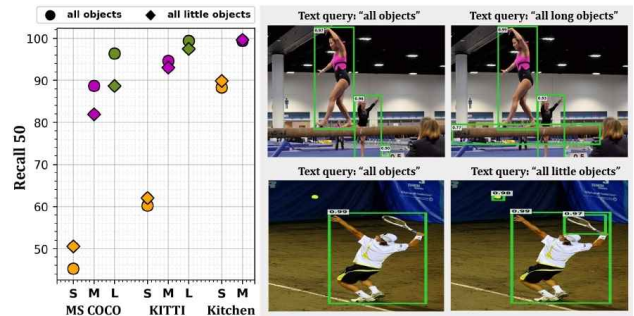 all objects all little objects
100
90
80
70
60
50
Recall 50
S M L S M L S M
MS COCO KITTI Kitchen
Text query: "all objects" Text query: "all long objects"
Text query: "all objects" Text query: "all little objects"
0.98
0.99 0.99 0.97